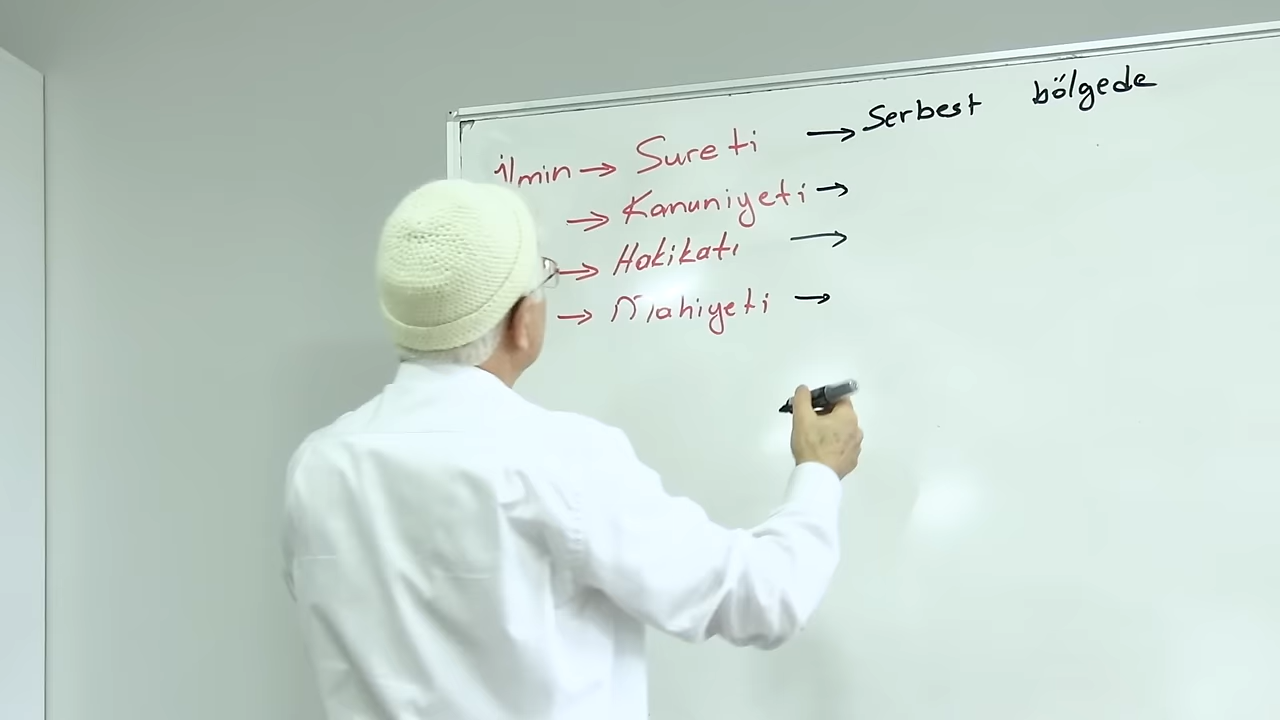 İlmin → Sureti → Serbest bölgede
→ Kanuniyeti →
→ Hakikatı →
→ Mahiyeti →